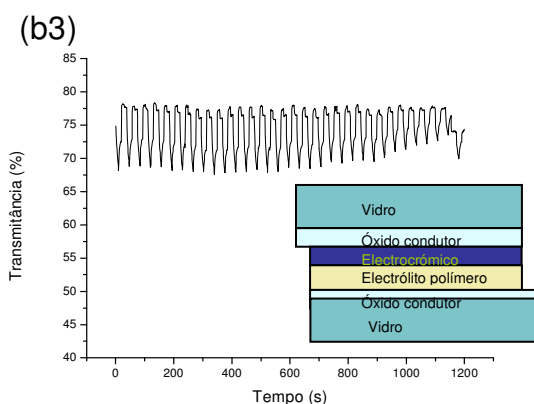 (b3)
85
80
75
70
65
60
55
50
45
40
Transmitância (%)
Vidro
Óxido condutor
Electrocrómico
Electrólito polímero
Óxido condutor
Vidro
0 200 400 600 800 1000 1200
Tempo (s)